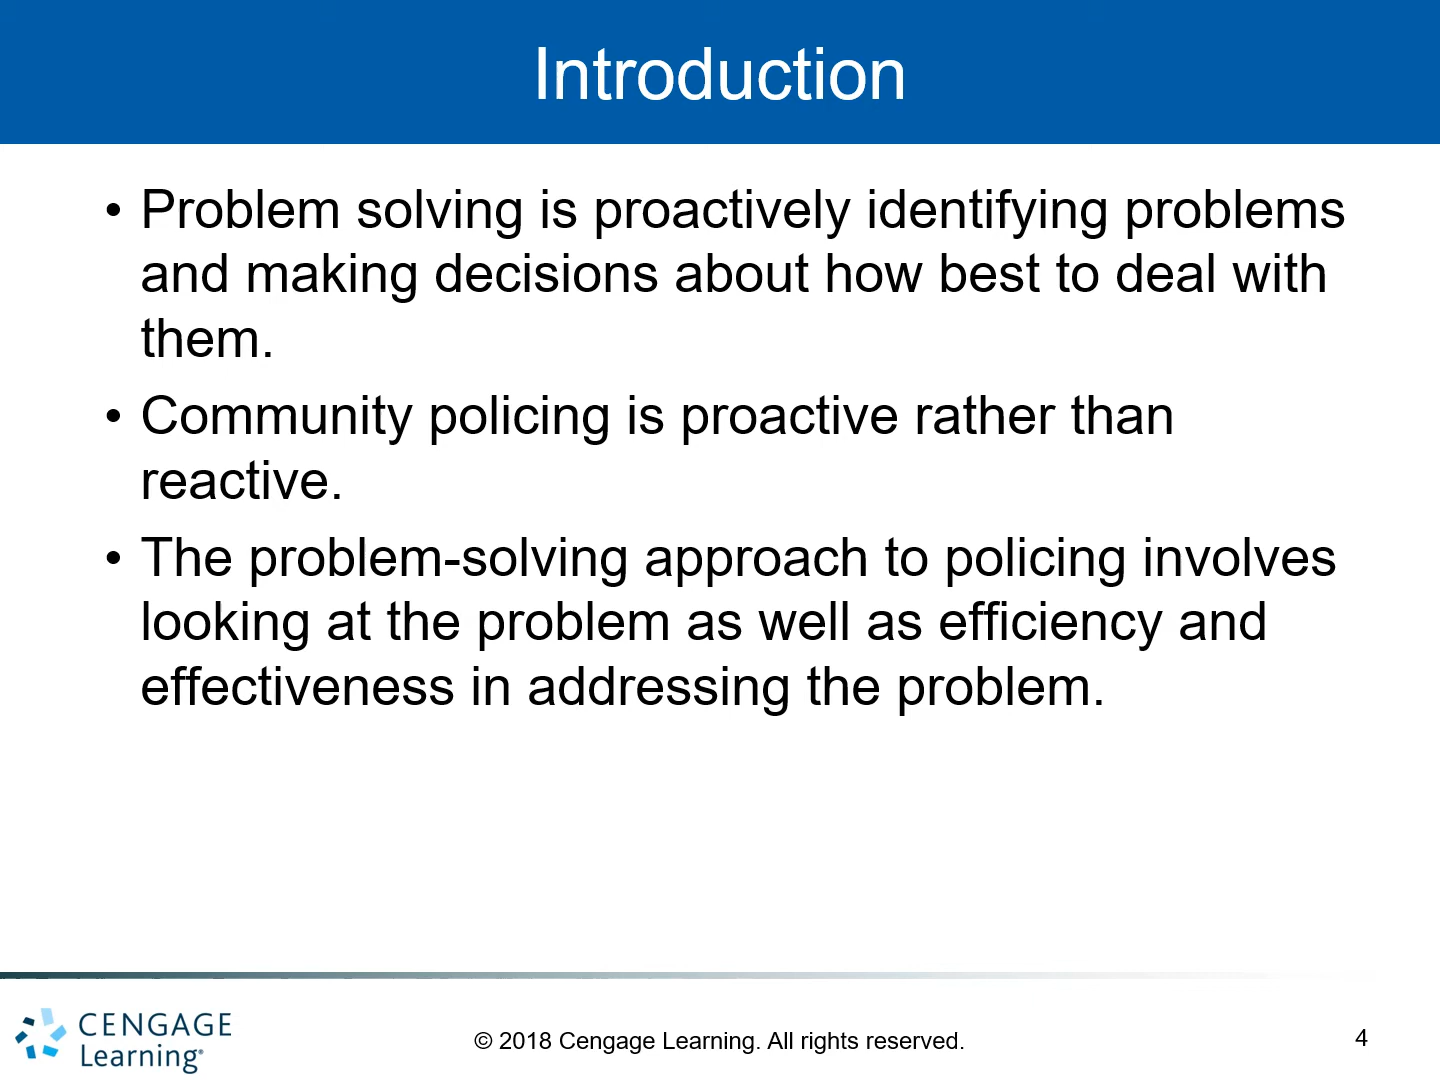 Introduction
• Problem solving is proactively identifying problems
and making decisions about how best to deal with
them.
• Community policing is proactive rather than
reactive.
• The problem-solving approach to policing involves
looking at the problem as well as efficiency and
effectiveness in addressing the problem.
CENGAGE
Learning®
© 2018 Cengage Learning. All rights reserved.
4